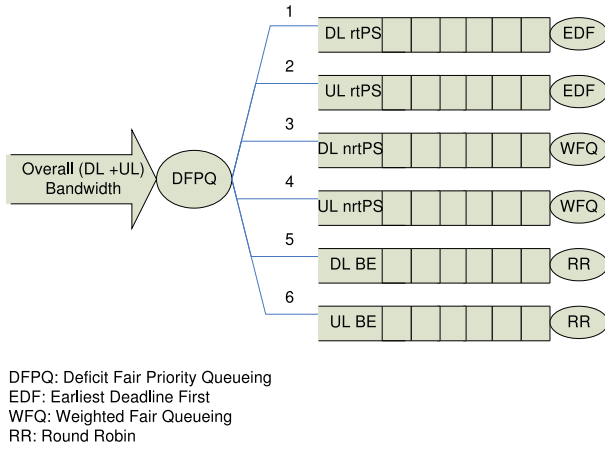 1
DL rtPS
EDF
2
UL rtPS
EDF
3
DL nrtPS
WFQ
Overall (DL +UL)
Bandwidth
DFPQ
4
UL nrtPS
WFQ
5
DL BE
RR
6
UL BE
RR
DFPQ: Deficit Fair Priority Queueing
EDF: Earliest Deadline First
WFQ: Weighted Fair Queueing
RR: Round Robin